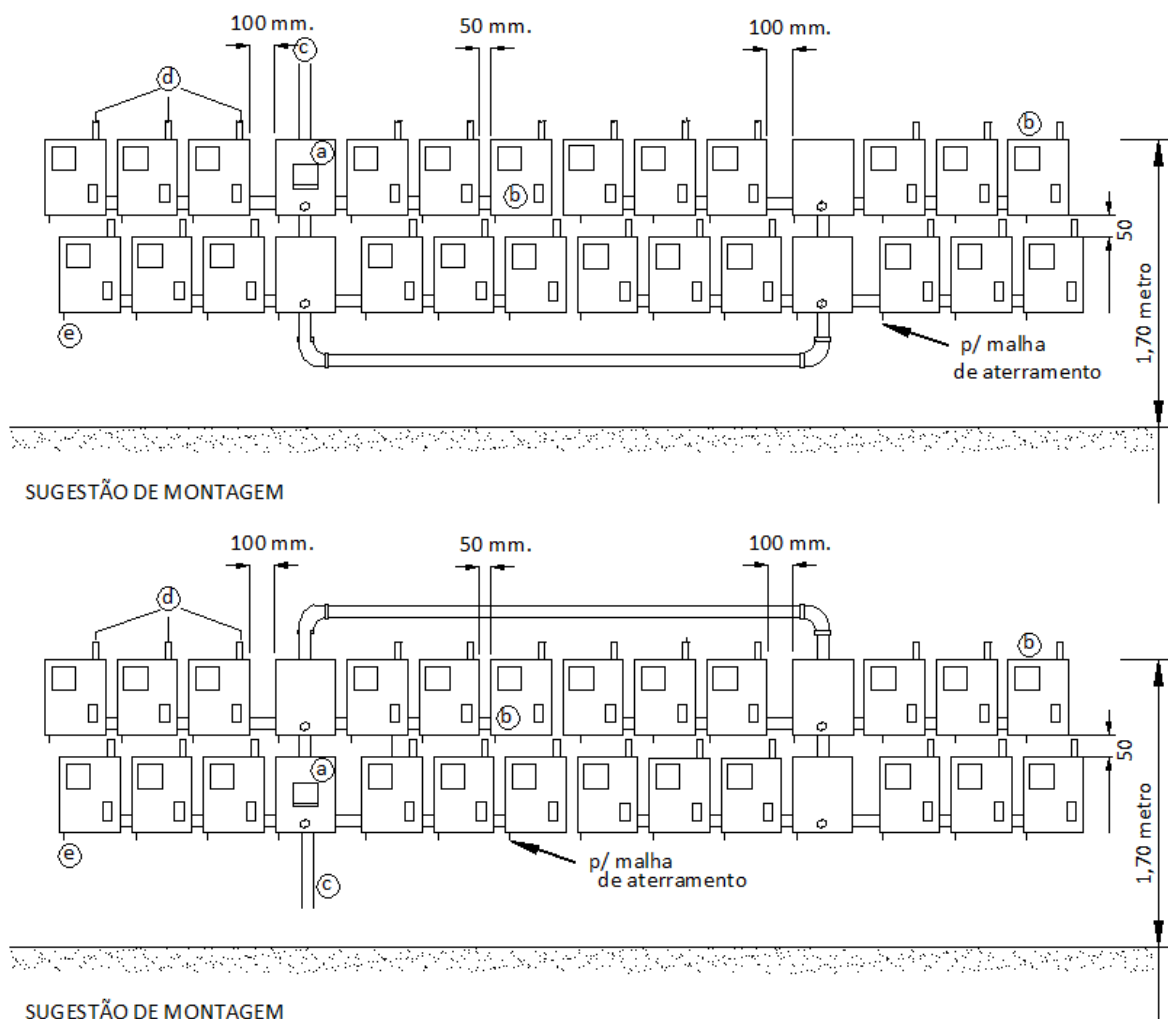 100 mm.
50 mm.
100 mm.
c
d
b
a
b
50
1,70 metro
e
p/ malha
de aterramento
SUGESTÃO DE MONTAGEM
100 mm.
50 mm.
100 mm.
d
b
b
50
a
1,70 metro
e
p/ malha
de aterramento
c
SUGESTÃO DE MONTAGEM